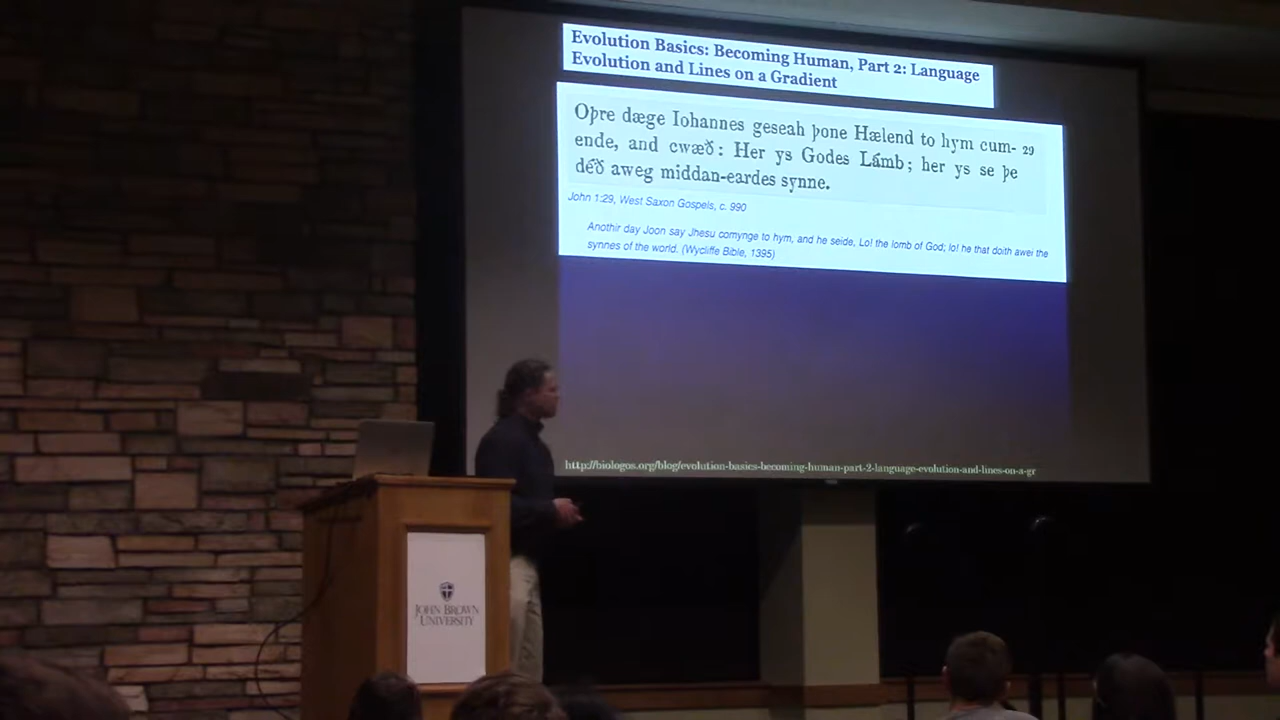 Evolution Basics: Becoming Human, Part 2: Language
Evolution and Lines on a Gradient
Oþre dæge Iohannes geseah þone Hælend to hym cum- 29
ende, and cwæð: Her ys Godes Lámb; her ys se þe
déð aweg middan-eardes synne.
John 1:29, West Saxon Gospels, c. 990
Anothir day Joon say Jhesu comynge to hym, and he seide, Lo! the lomb of God; lo! he that doith awei the
synnes of the world. (Wycliffe Bible, 1395)
http://biologos.org/blog/evolution-basics-becoming-human-part-2-language-evolution-and-lines-on-a-gr
JOHN BROWN
UNIVERSITY